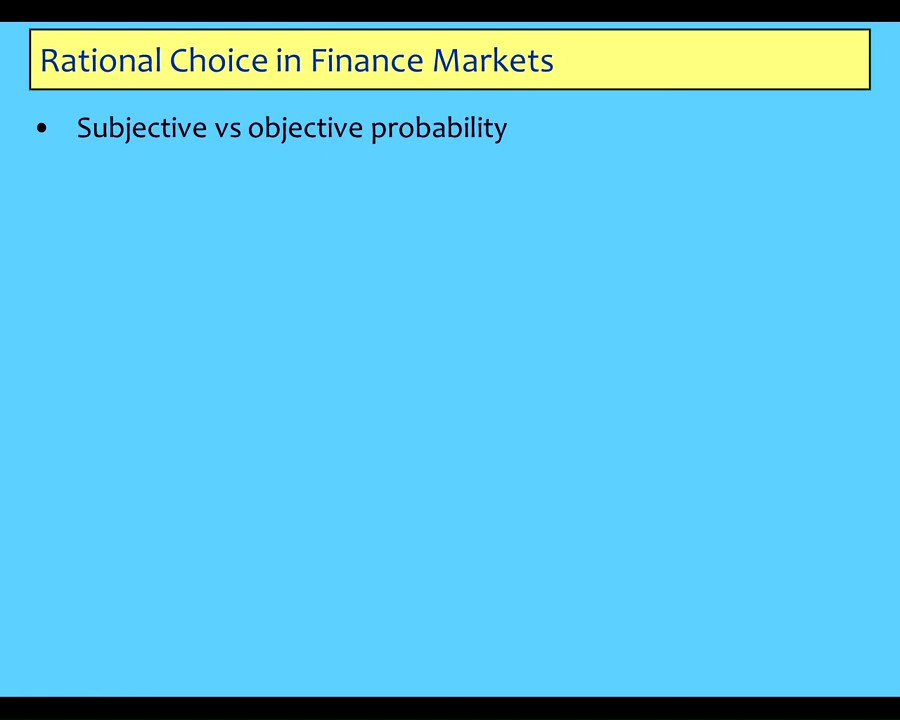 Rational Choice in Finance Markets
• Subjective vs objective probability